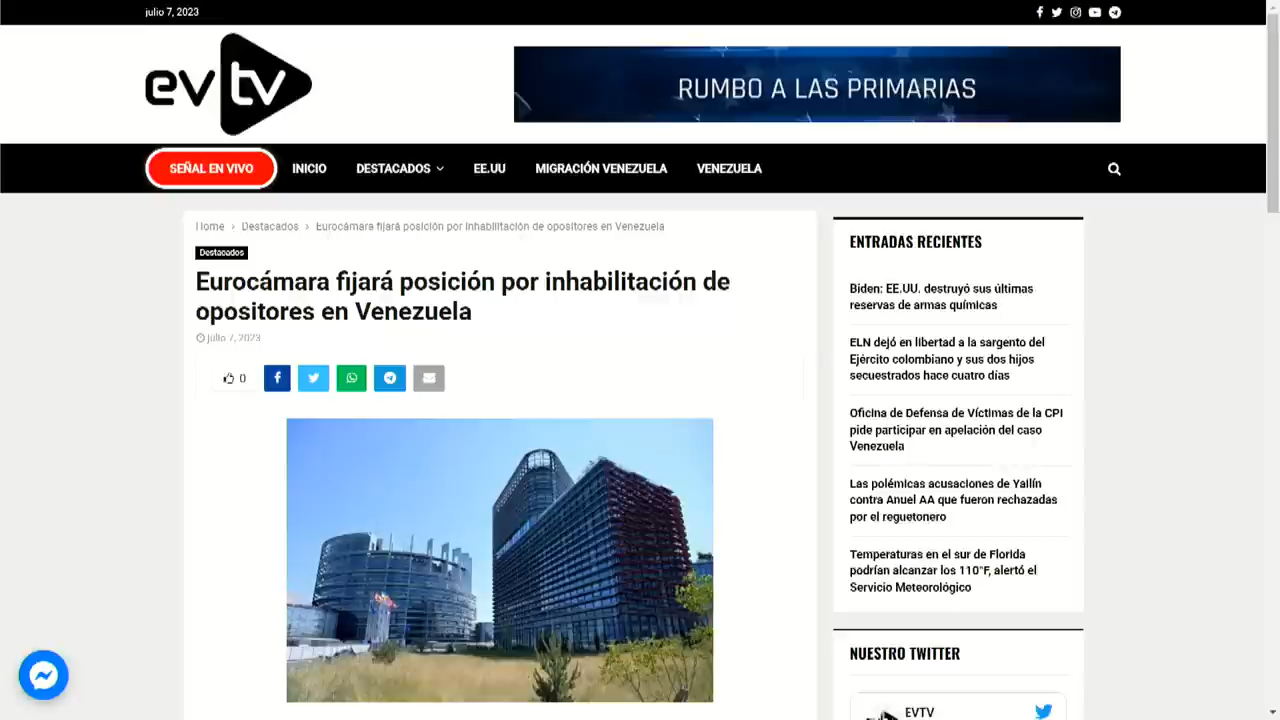 julio 7, 2023
evtv
RUMBO A LAS PRIMARIAS
SEÑAL EN VIVO
INICIO
DESTACADOS
EE.UU
MIGRACIÓN VENEZUELA
VENEZUELA
Home › Destacados › Eurocámara fijará posición por inhabilitación de opositores en Venezuela
Destacados
Eurocámara fijará posición por inhabilitación de
opositores en Venezuela
julio 7, 2023
0
ENTRADAS RECIENTES
Biden: EE.UU. destruyó sus últimas
reservas de armas químicas
ELN dejó en libertad a la sargento del
Ejército colombiano y sus dos hijos
secuestrados hace cuatro días
Oficina de Defensa de Víctimas de la CPI
pide participar en apelación del caso
Venezuela
Las polémicas acusaciones de Yallín
contra Anuel AA que fueron rechazadas
por el reguetonero
Temperaturas en el sur de Florida
podrían alcanzar los 110°F, alertó el
Servicio Meteorológico
NUESTRO TWITTER
EVTV